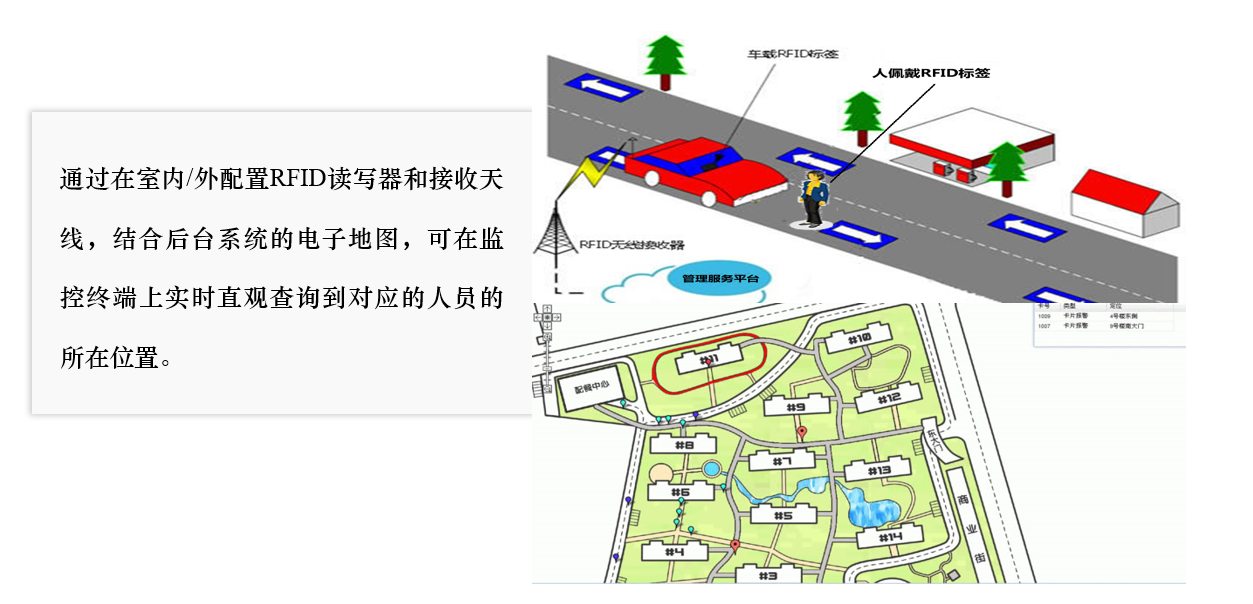 通过在室内/外配置RFID读写器和接收天
线，结合后台系统的电子地图，可在监
控终端上实时直观查询到对应的人员的
所在位置。
车载RFID标签
人佩戴RFID标签
RFID无线接收器
管理服务平台
卡号 类型 定位
1009 卡片报警 4号楼东侧
1007 卡片报警 9号楼南大门
配餐中心
#11
#10
#9
#12
#8
#7
#13
#6
#5
#14
#4
#3
东大门
商业街